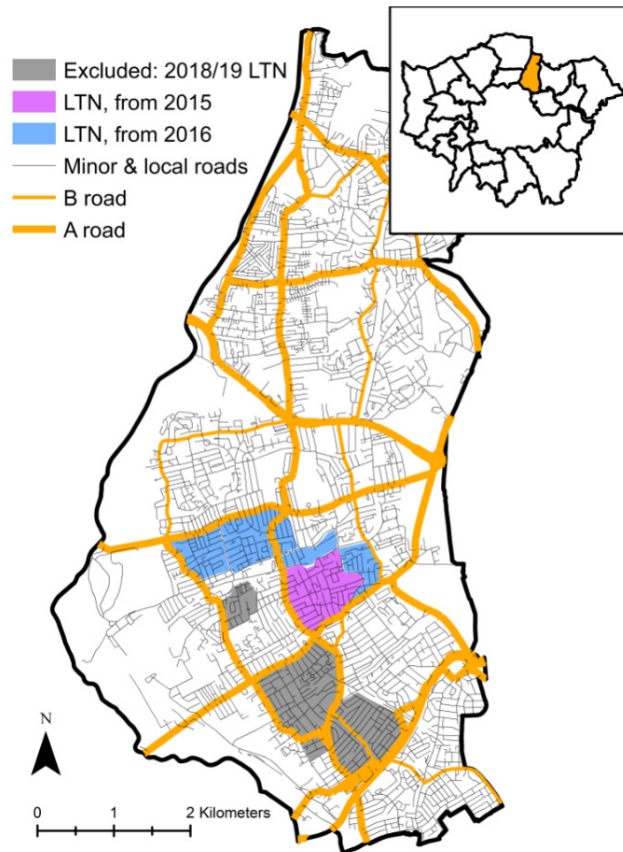 Excluded: 2018/19 LTN
LTN, from 2015
LTN, from 2016
Minor & local roads
B road
A road
N
0 1 2 Kilometers